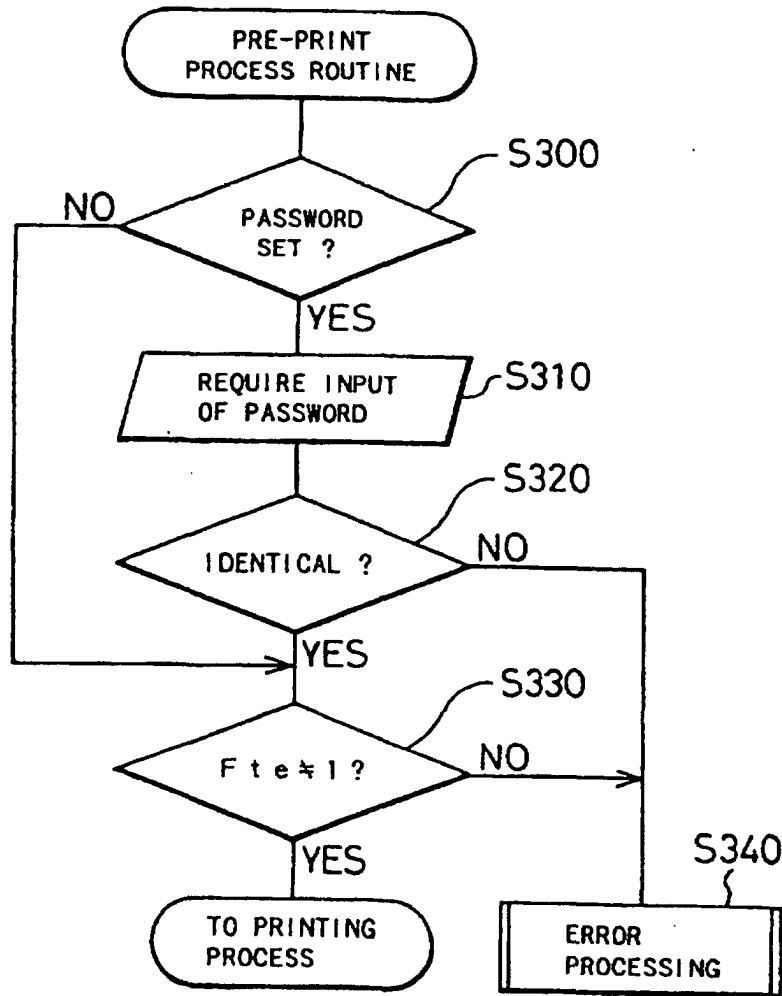 PRE-PRINT
PROCESS ROUTINE
S300
NO
PASSWORD
SET ?
YES
S310
REQUIRE INPUT
OF PASSWORD
S320
IDENTICAL ?
NO
YES
S330
Fte≒1?
NO
YES
S340
TO PRINTING
PROCESS
ERROR
PROCESSING